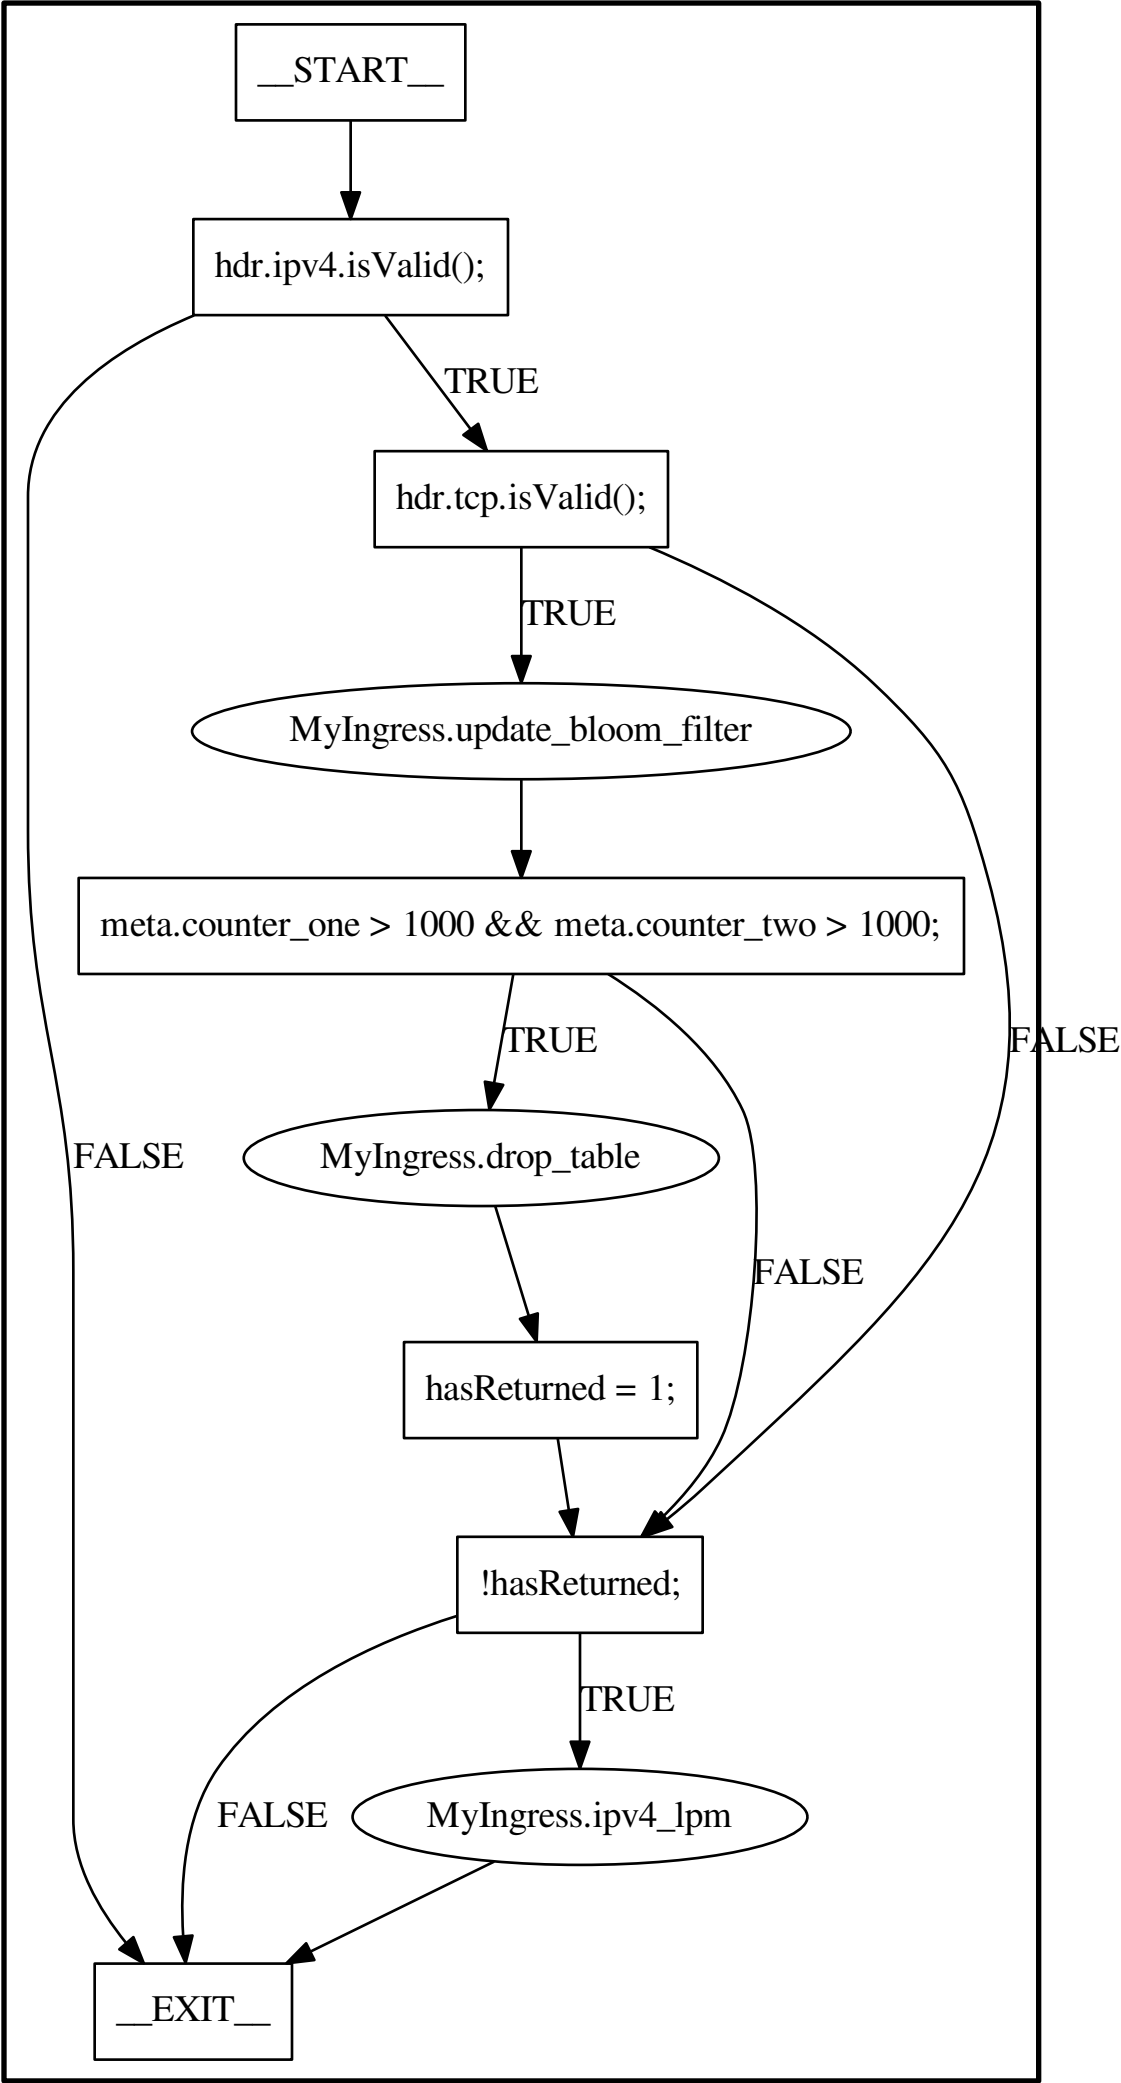 __START__
hdr.ipv4.isValid();
TRUE
hdr.tcp.isValid();
TRUE
MyIngress.update_bloom_filter
meta.counter_one > 1000 && meta.counter_two > 1000;
TRUE
FALSE
FALSE
MyIngress.drop_table
FALSE
hasReturned = 1;
!hasReturned;
TRUE
FALSE
MyIngress.ipv4_lpm
__EXIT__